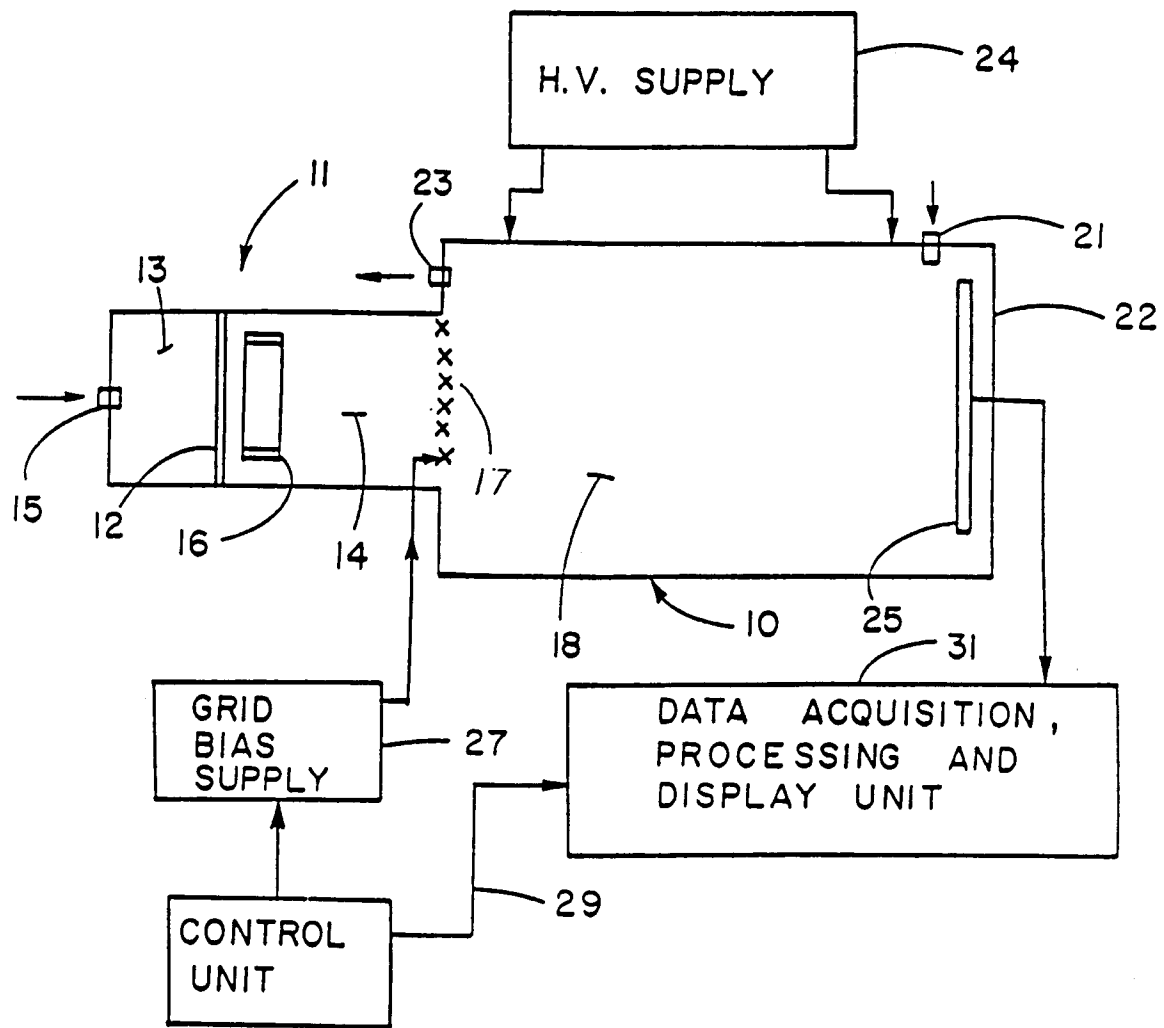 H.V. SUPPLY
24
11
23
21
13
22
15
12
16
14
17
18
10
25
31
GRID
BIAS
SUPPLY
27
DATA ACQUISITION,
PROCESSING AND
DISPLAY UNIT
29
CONTROL
UNIT